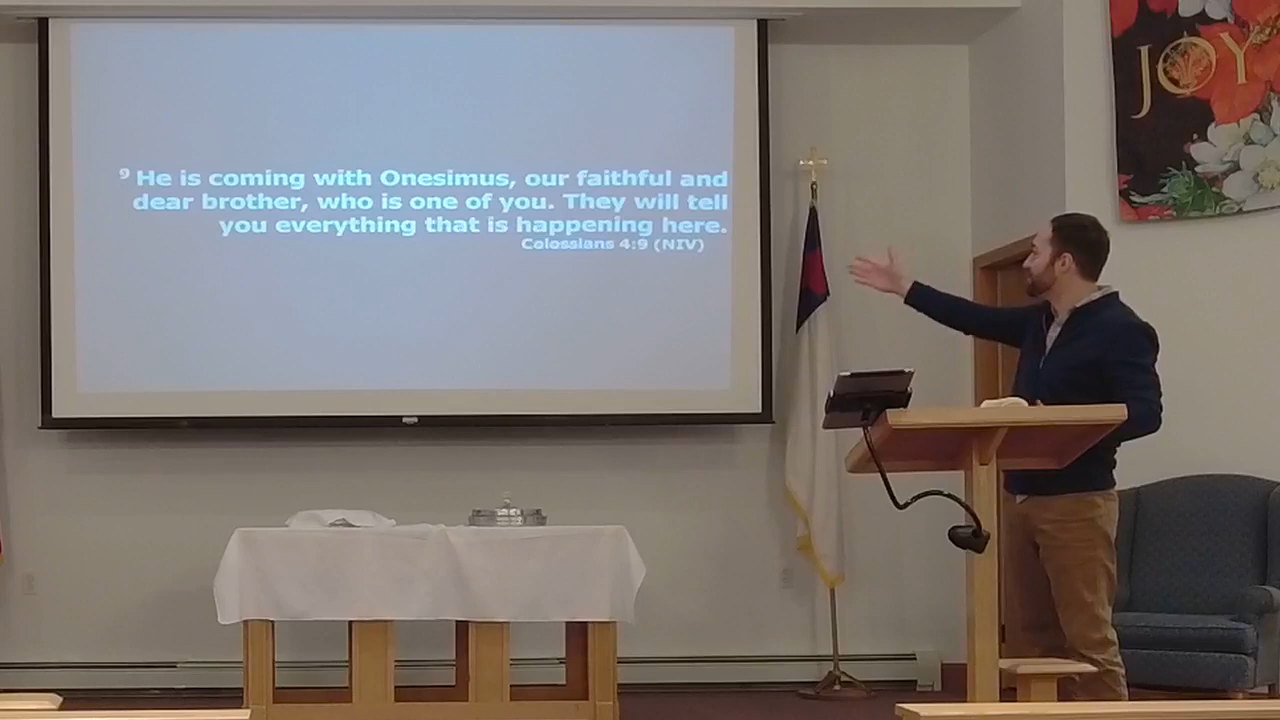 ⁹ He is coming with Onesimus, our faithful and
dear brother, who is one of you. They will tell
you everything that is happening here.
Colossians 4:9 (NIV)
JOY